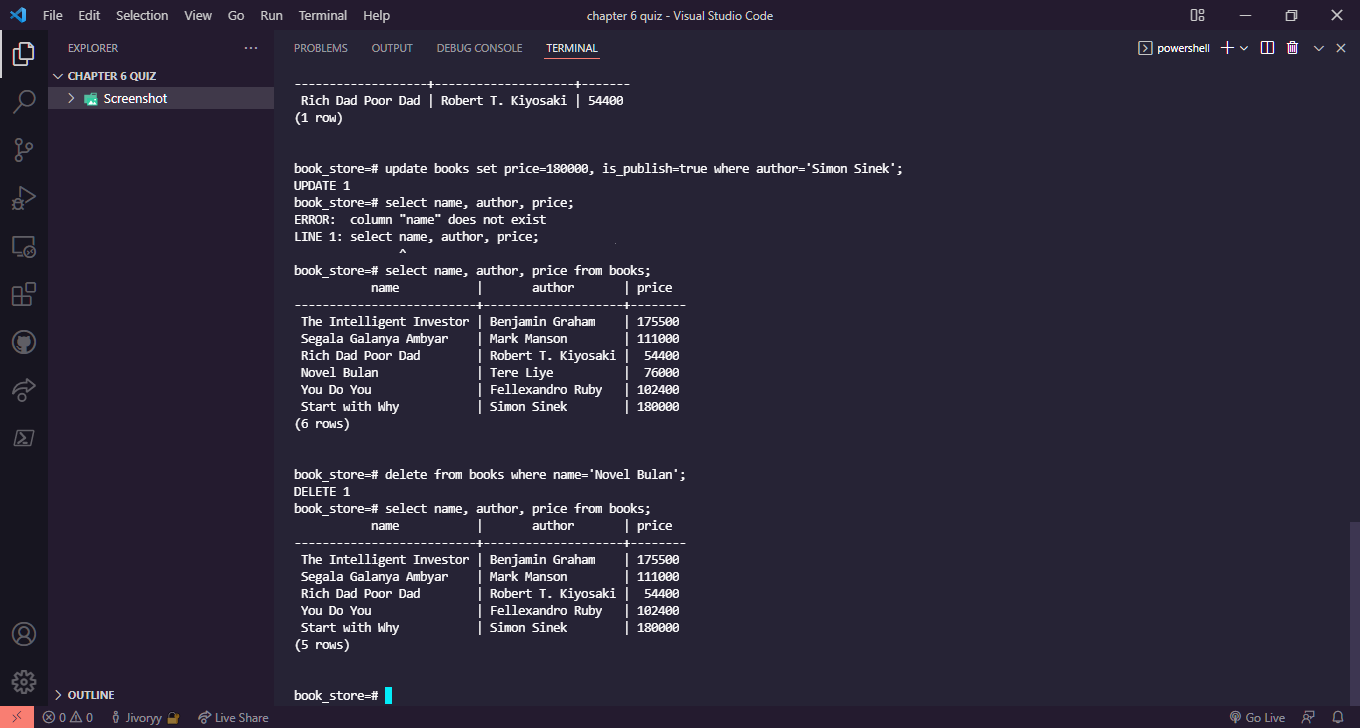 File Edit Selection View Go Run Terminal Help
chapter 6 quiz - Visual Studio Code
EXPLORER
CHAPTER 6 QUIZ
Screenshot
PROBLEMS OUTPUT DEBUG CONSOLE TERMINAL
powershell
-------------------+--------------------+-------
 Rich Dad Poor Dad | Robert T. Kiyosaki | 54400
(1 row)
book_store=# update books set price=180000, is_publish=true where author='Simon Sinek';
UPDATE 1
book_store=# select name, author, price;
ERROR:  column "name" does not exist
LINE 1: select name, author, price;
               ^
book_store=# select name, author, price from books;
           name           |       author       | price
--------------------------+--------------------+--------
 The Intelligent Investor | Benjamin Graham    | 175500
 Segala Galanya Ambyar    | Mark Manson        | 111000
 Rich Dad Poor Dad        | Robert T. Kiyosaki |  54400
 Novel Bulan              | Tere Liye          |  76000
 You Do You               | Fellexandro Ruby   | 102400
 Start with Why           | Simon Sinek        | 180000
(6 rows)
book_store=# delete from books where name='Novel Bulan';
DELETE 1
book_store=# select name, author, price from books;
           name           |       author       | price
--------------------------+--------------------+--------
 The Intelligent Investor | Benjamin Graham    | 175500
 Segala Galanya Ambyar    | Mark Manson        | 111000
 Rich Dad Poor Dad        | Robert T. Kiyosaki |  54400
 You Do You               | Fellexandro Ruby   | 102400
 Start with Why           | Simon Sinek        | 180000
(5 rows)
book_store=#
OUTLINE
0 0 Jivoryy Live Share
Go Live